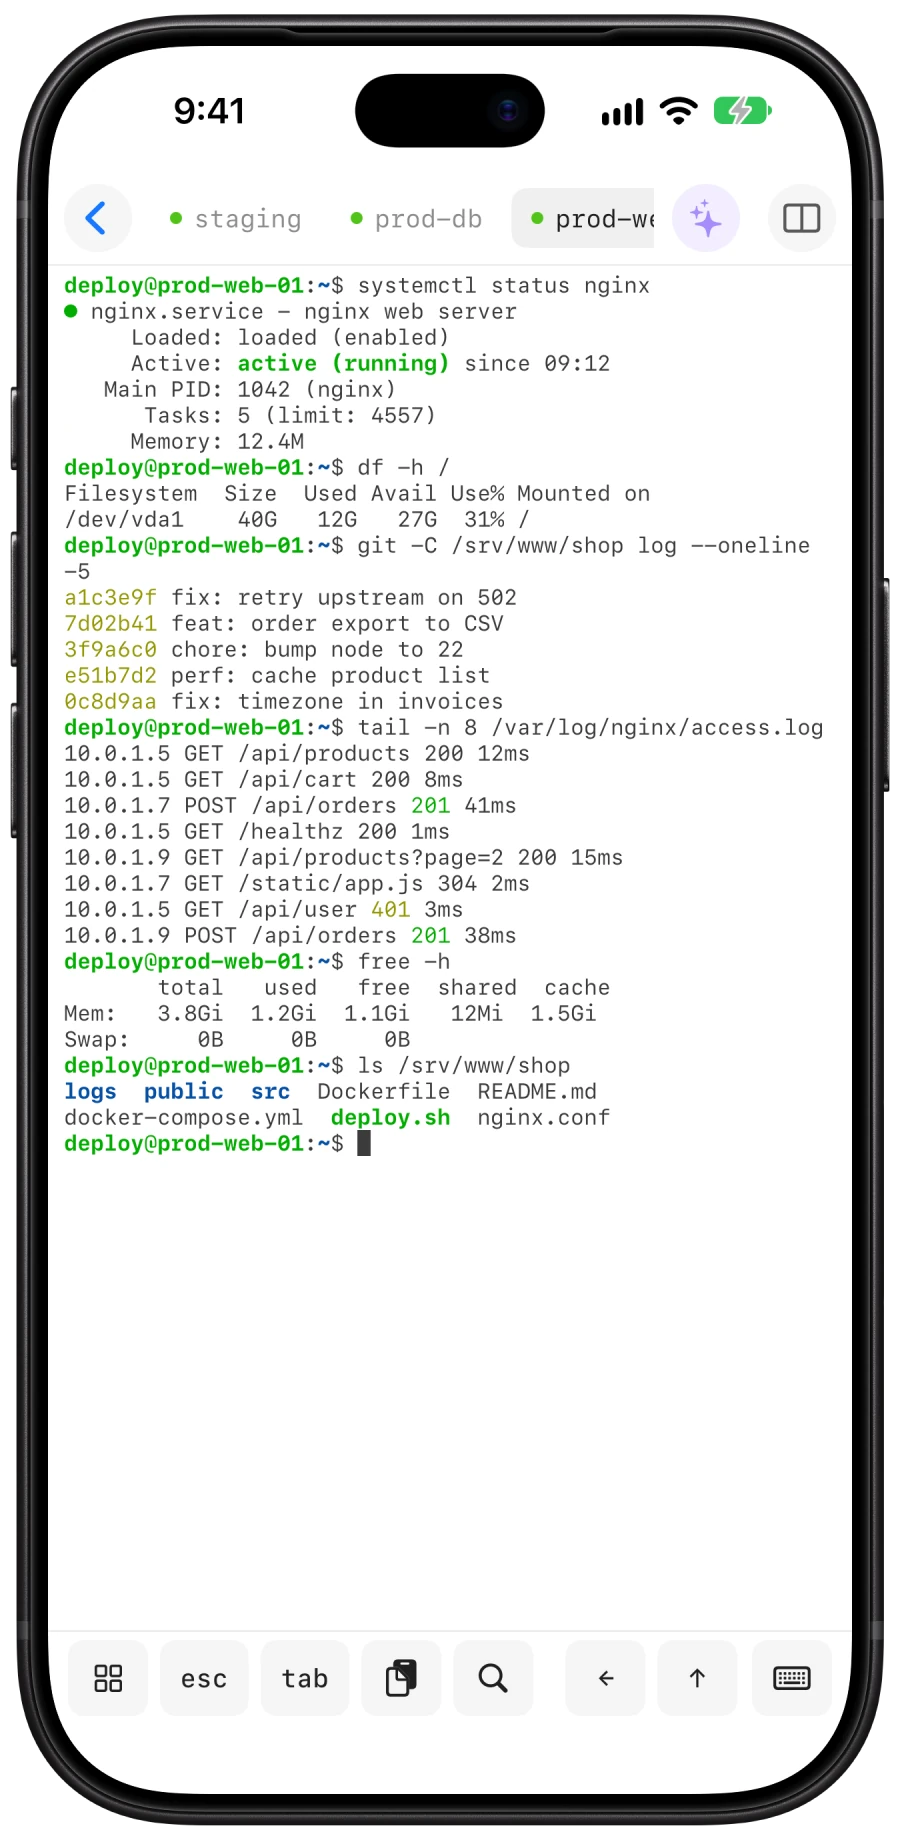 9:41
staging prod-db prod-we
deploy@prod-web-01:~$ systemctl status nginx
● nginx.service - nginx web server
     Loaded: loaded (enabled)
     Active: active (running) since 09:12
   Main PID: 1042 (nginx)
      Tasks: 5 (limit: 4557)
     Memory: 12.4M
deploy@prod-web-01:~$ df -h /
Filesystem  Size  Used Avail Use% Mounted on
/dev/vda1    40G   12G   27G  31% /
deploy@prod-web-01:~$ git -C /srv/www/shop log --oneline
-5
a1c3e9f fix: retry upstream on 502
7d02b41 feat: order export to CSV
3f9a6c0 chore: bump node to 22
e51b7d2 perf: cache product list
0c8d9aa fix: timezone in invoices
deploy@prod-web-01:~$ tail -n 8 /var/log/nginx/access.log
10.0.1.5 GET /api/products 200 12ms
10.0.1.5 GET /api/cart 200 8ms
10.0.1.7 POST /api/orders 201 41ms
10.0.1.5 GET /healthz 200 1ms
10.0.1.9 GET /api/products?page=2 200 15ms
10.0.1.7 GET /static/app.js 304 2ms
10.0.1.5 GET /api/user 401 3ms
10.0.1.9 POST /api/orders 201 38ms
deploy@prod-web-01:~$ free -h
       total   used   free  shared  cache
Mem:   3.8Gi  1.2Gi  1.1Gi   12Mi  1.5Gi
Swap:     0B     0B     0B
deploy@prod-web-01:~$ ls /srv/www/shop
logs  public  src  Dockerfile  README.md
docker-compose.yml  deploy.sh  nginx.conf
deploy@prod-web-01:~$
esc tab